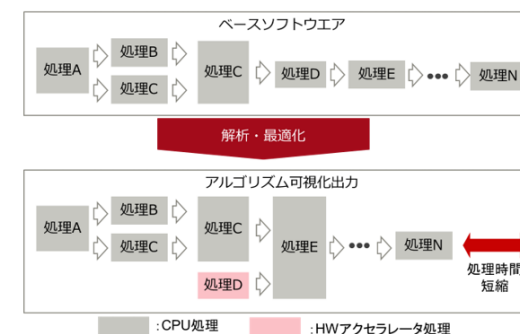 ベースソフトウエア
処理A
処理B
処理C
処理C
処理D
処理E
処理N
解析・最適化
アルゴリズム可視化出力
処理A
処理B
処理C
処理C
処理D
処理E
処理N
処理時間
短縮
:CPU処理
:HWアクセラレータ処理